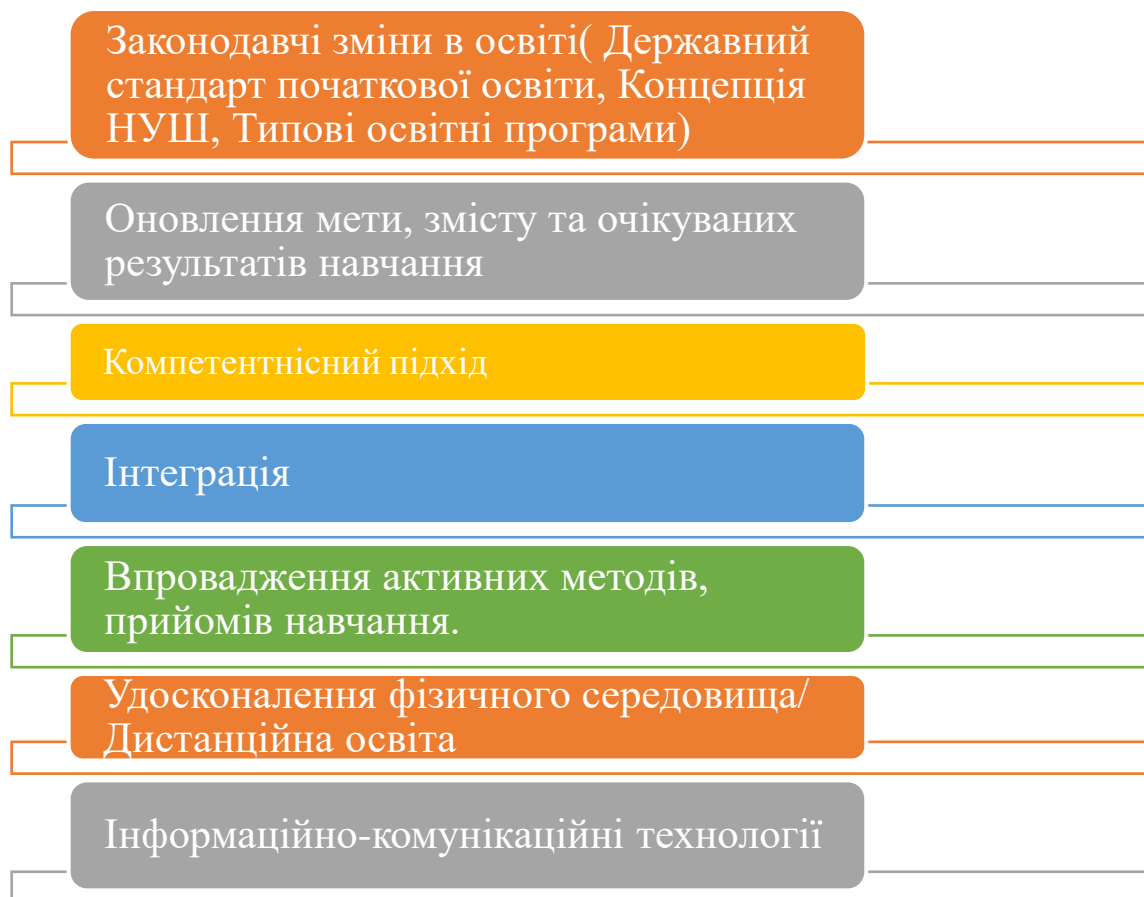 Законодавчі зміни в освіті( Державний
стандарт початкової освіти, Концепція
НУШ, Типові освітні програми)
Оновлення мети, змісту та очікуваних
результатів навчання
Компетентнісний підхід
Інтеграція
Впровадження активних методів,
прийомів навчання.
Удосконалення фізичного середовища/
Дистанційна освіта
Інформаційно-комунікаційні технології